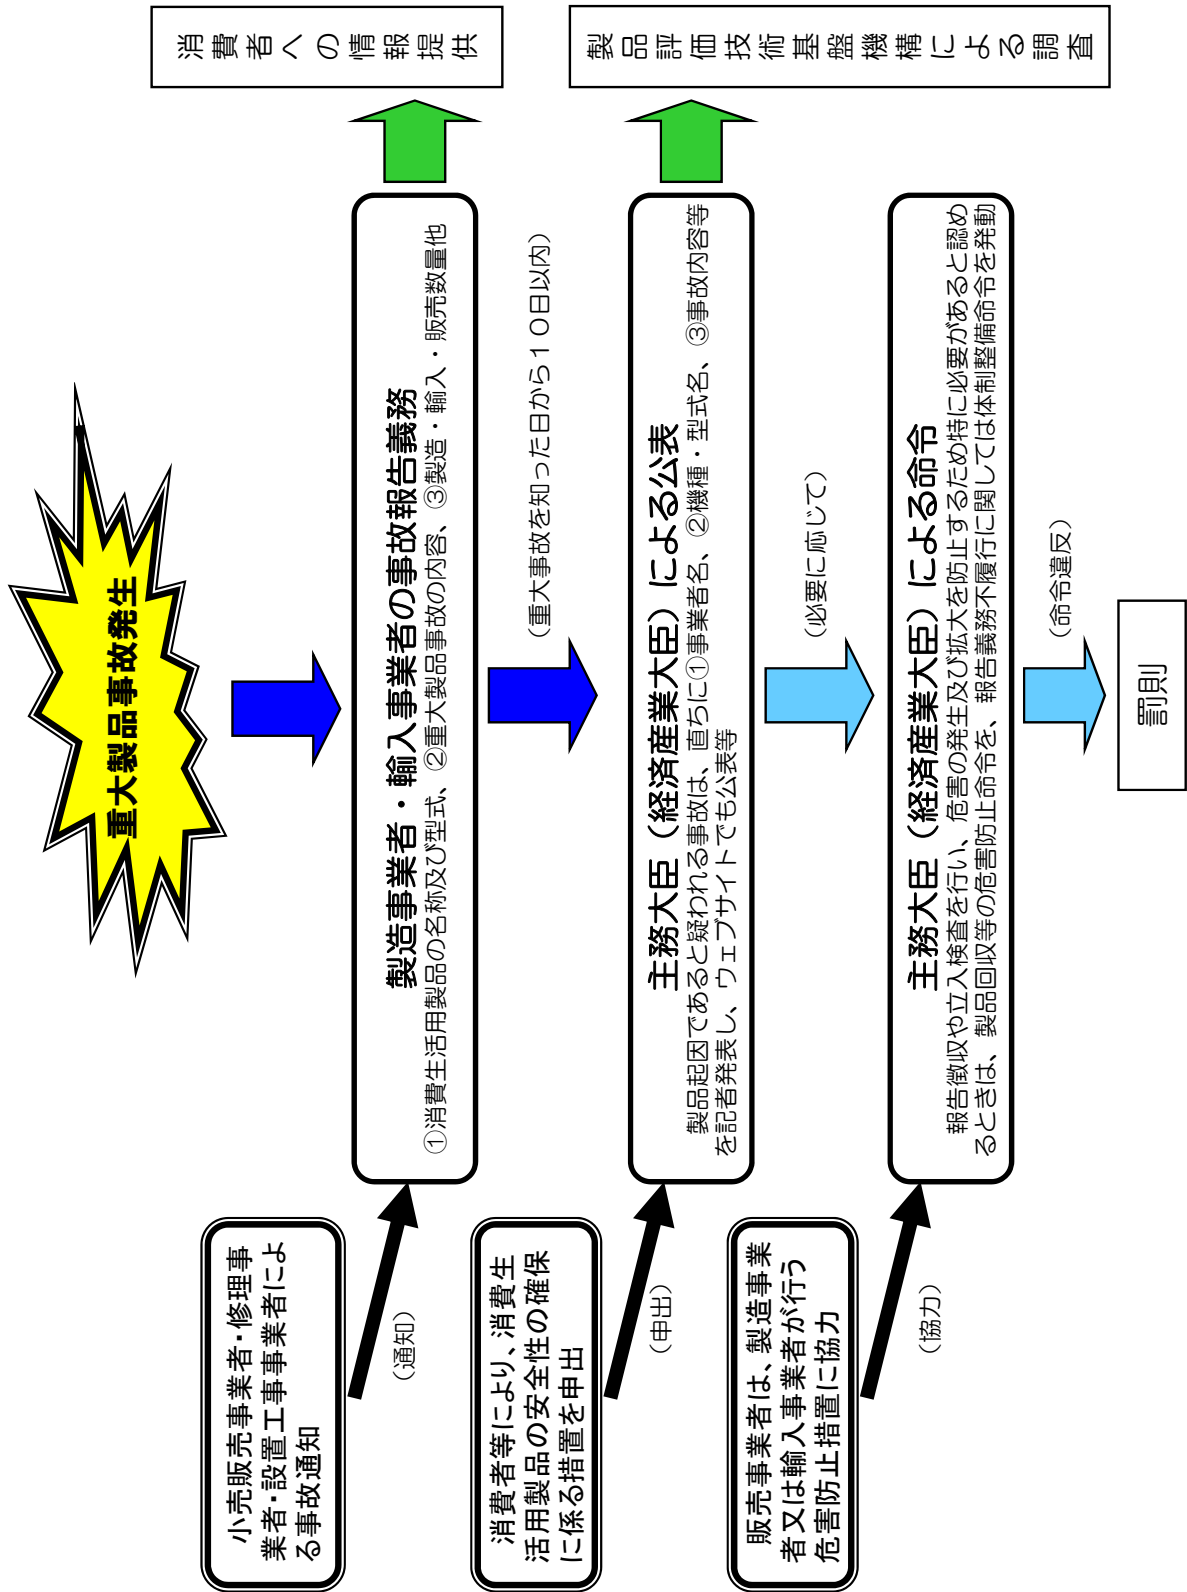 重大製品事故発生
小売販売事業者・修理事
業者・設置工事事業者によ
る事故通知
（通知）
製造事業者・輸入事業者の事故報告義務
①消費生活用製品の名称及び型式、②重大製品事故の内容、③製造・輸入・販売数量他
消費者への情報提供
（重大事故を知った日から１０日以内）
消費者等により、消費生
活用製品の安全性の確保
に係る措置を申出
（申出）
主務大臣（経済産業大臣）による公表
製品起因であると疑われる事故は、直ちに①事業者名、②機種・型式名、③事故内容等
を記者発表し、ウェブサイトでも公表等
製品評価技術基盤機構による調査
（必要に応じて）
販売事業者は、製造事業
者又は輸入事業者が行う
危害防止措置に協力
（協力）
主務大臣（経済産業大臣）による命令
報告徴収や立入検査を行い、危害の発生及び拡大を防止するため特に必要があると認め
るときは、製品回収等の危害防止命令を、報告義務不履行に関しては体制整備命令を発動
（命令違反）
罰則